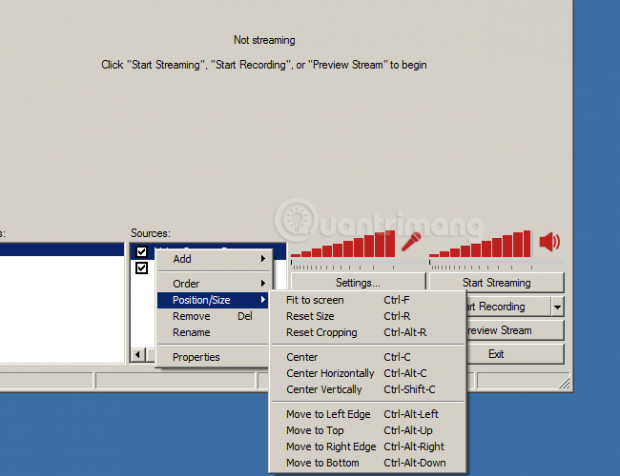 Not streaming
Click "Start Streaming", "Start Recording", or "Preview Stream" to begin
uantrimang
s:
Sources:
Add
Order
Position/Size
Remove Del
Rename
Properties
Settings...
Start Streaming
art Recording
review Stream
Exit
Fit to screen Ctrl-F
Reset Size Ctrl-R
Reset Cropping Ctrl-Alt-R
Center Ctrl-C
Center Horizontally Ctrl-Alt-C
Center Vertically Ctrl-Shift-C
Move to Left Edge Ctrl-Alt-Left
Move to Top Ctrl-Alt-Up
Move to Right Edge Ctrl-Alt-Right
Move to Bottom Ctrl-Alt-Down